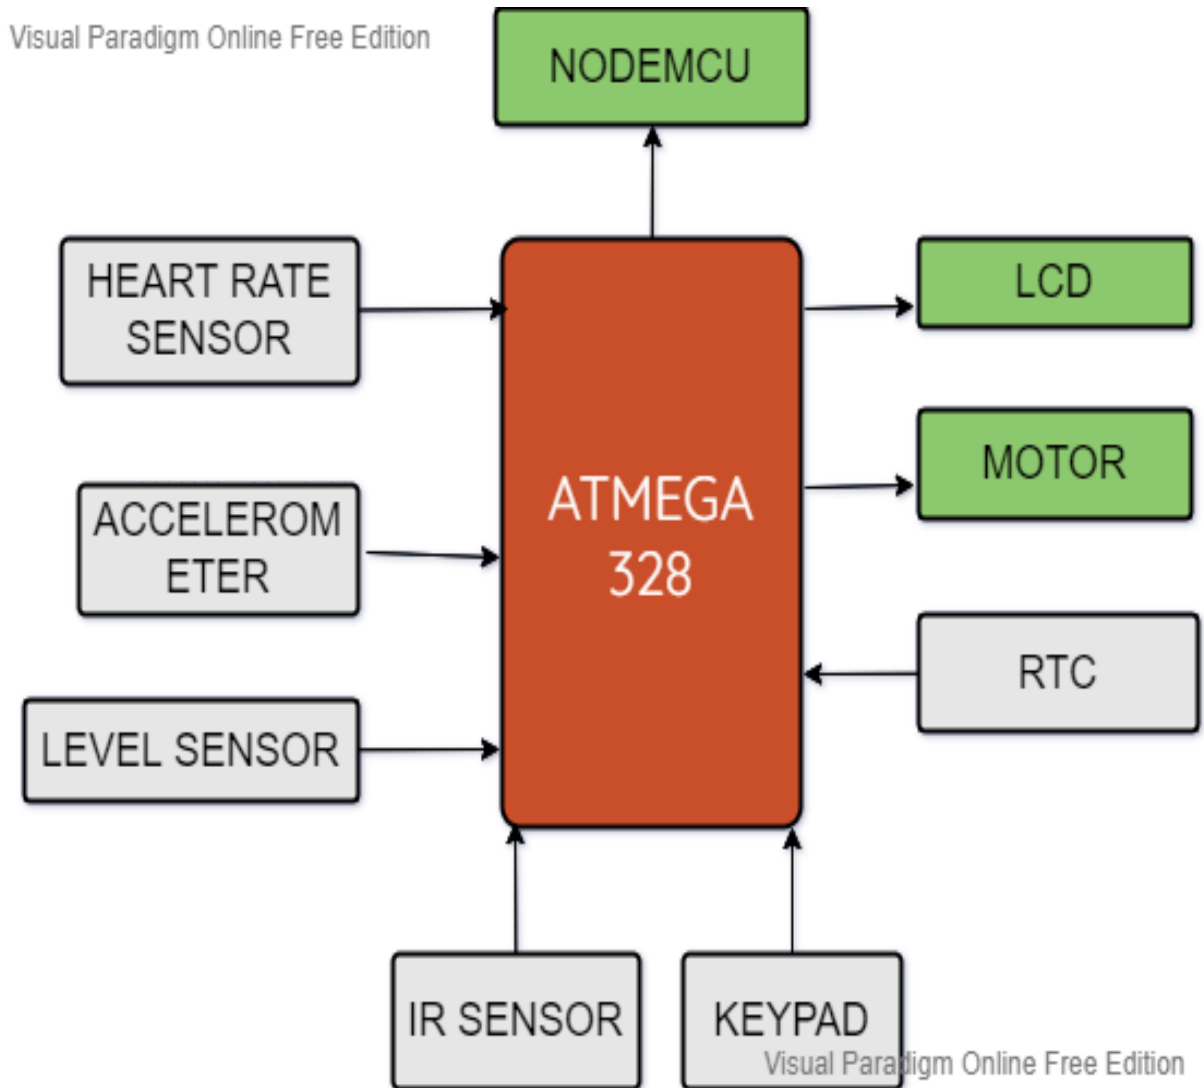 Visual Paradigm Online Free Edition
NODEMCU
HEART RATE
SENSOR
LCD
MOTOR
ACCELEROM
ETER
ATMEGA
328
RTC
LEVEL SENSOR
IR SENSOR
KEYPAD
Visual Paradigm Online Free Edition